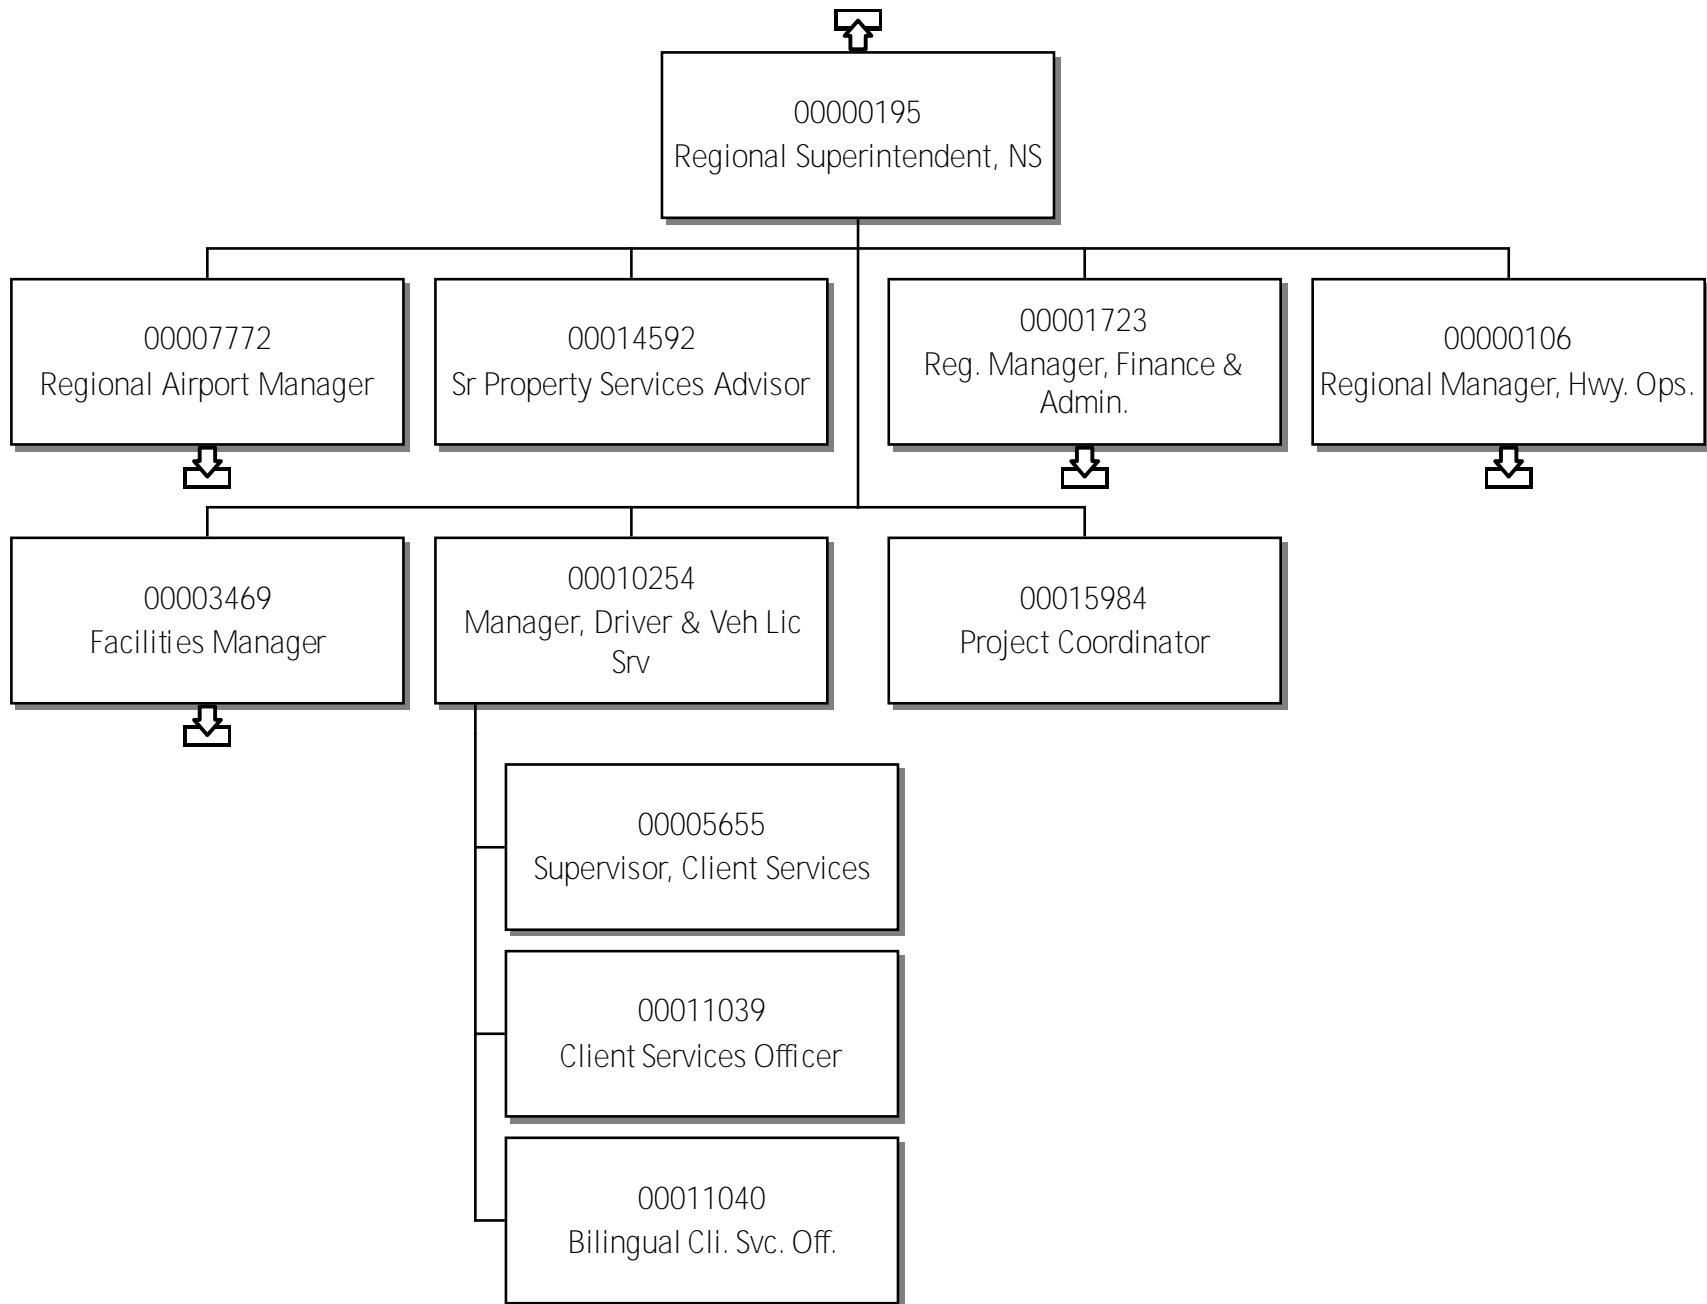 00000195
Regional Superintendent, NS
00007772
Regional Airport Manager
00014592
Sr Property Services Advisor
00001723
Reg. Manager, Finance &
Admin.
00000106
Regional Manager, Hwy. Ops.
00003469
Facilities Manager
00010254
Manager, Driver & Veh Lic
Srv
00015984
Project Coordinator
00005655
Supervisor, Client Services
00011039
Client Services Officer
00011040
Bilingual Cli. Svc. Off.